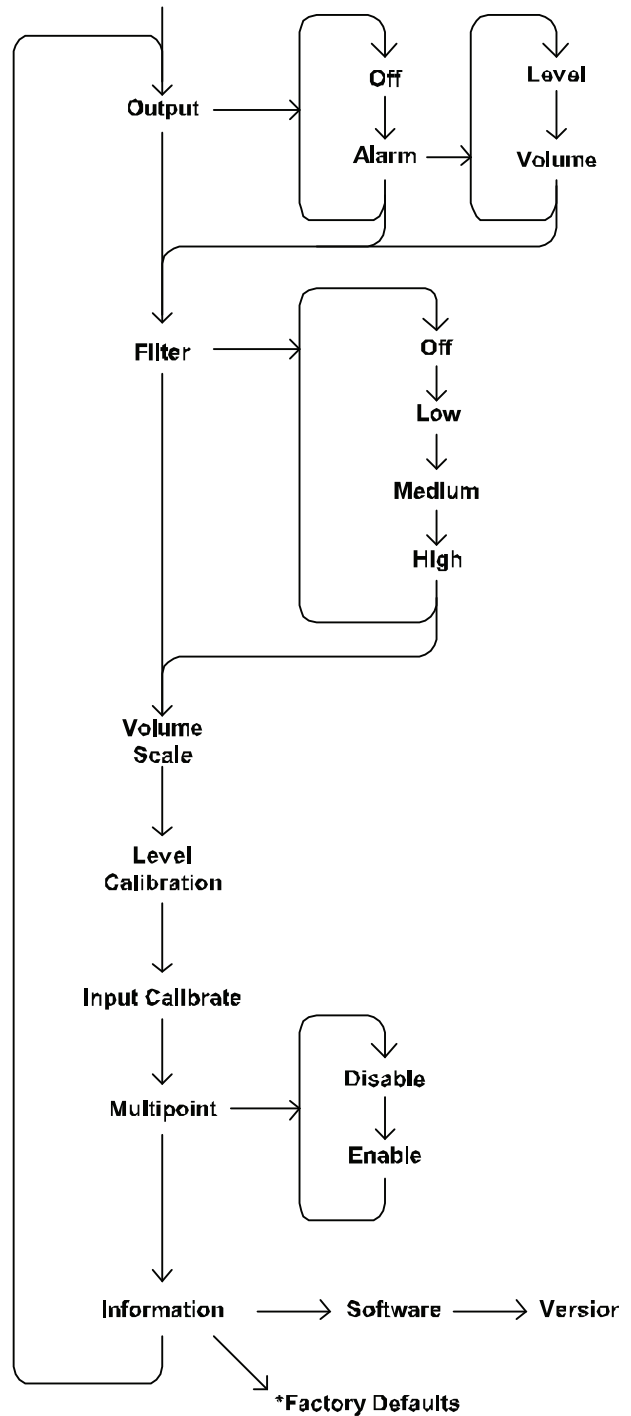 Off
Level
Output
Alarm
Volume
Filter
Off
Low
Medium
High
Volume
Scale
Level
Calibration
Input Calibrate
Disable
Multipoint
Enable
Information
Software
Version
*Factory Defaults